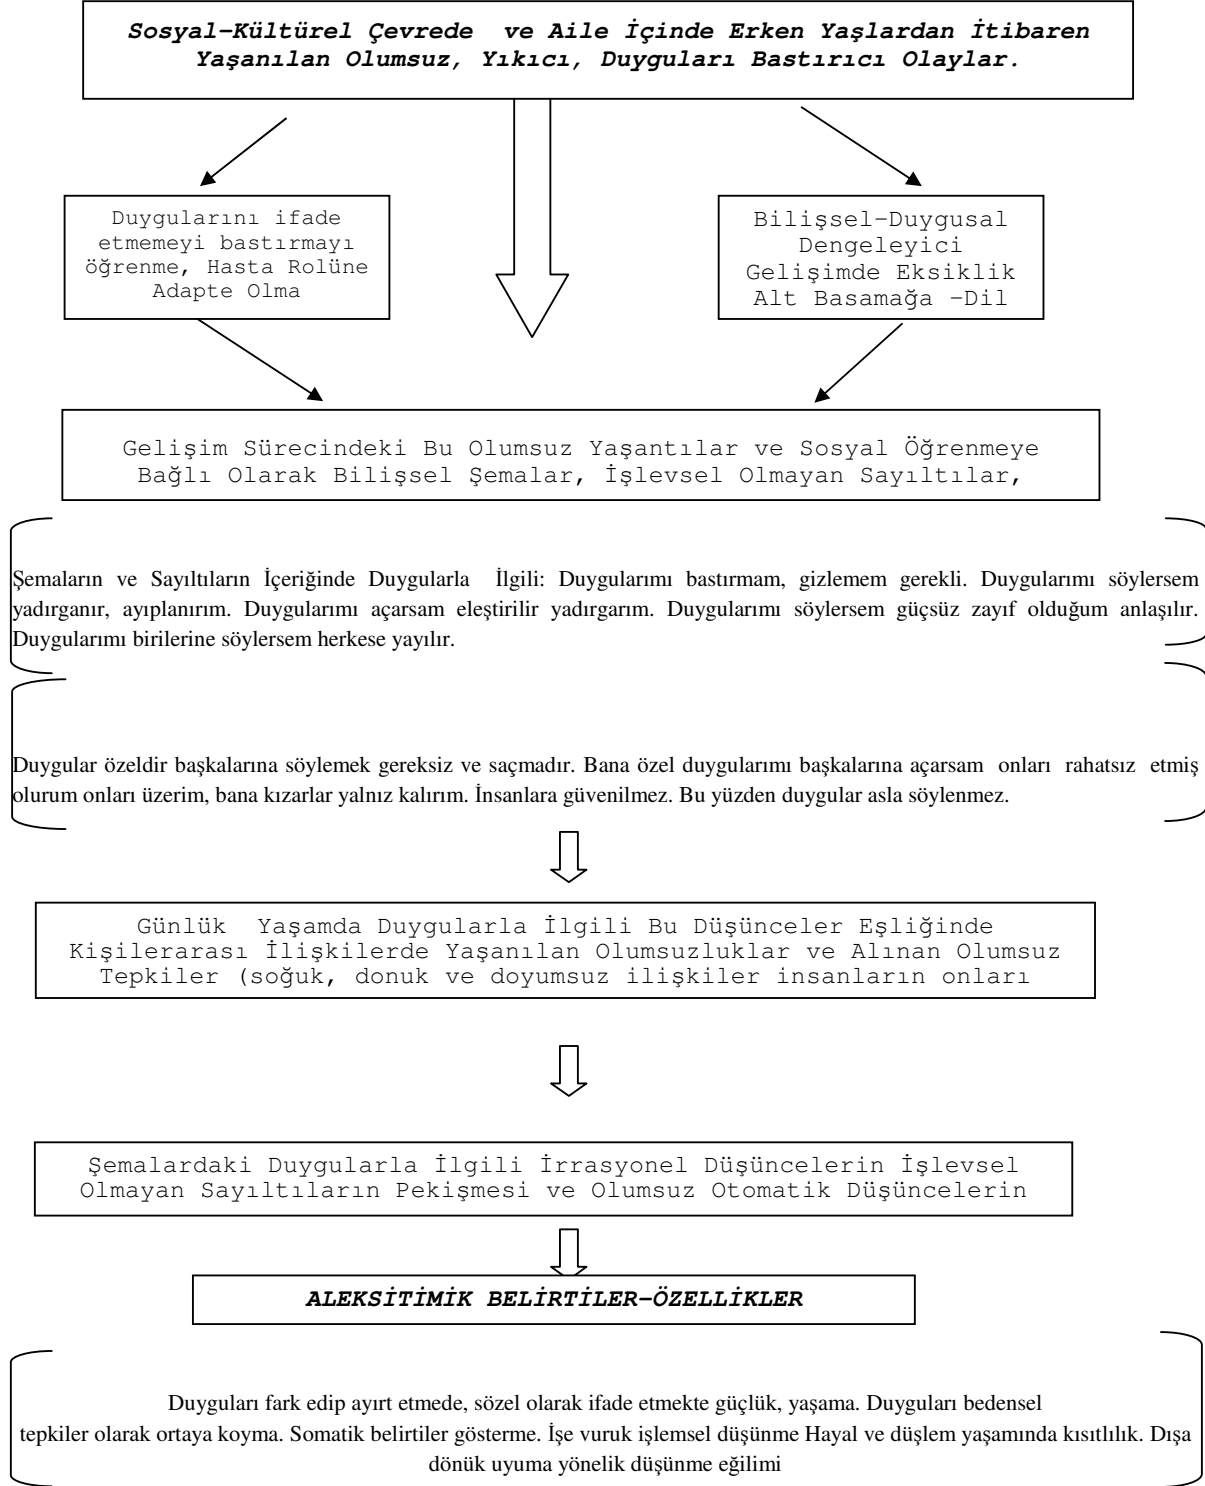 Sosyal-Kültürel Çevrede ve Aile İçinde Erken Yaşlardan İtibaren
Yaşanılan Olumsuz, Yıkıcı, Duyguları Bastırıcı Olaylar.
Duygularını ifade
etmemeyi bastırmayı
öğrenme, Hasta Rolüne
Adapte Olma
Bilişsel-Duygusal
Dengeleyici
Gelişimde Eksiklik
Alt Basamağa -Dil
Gelişim Sürecindeki Bu Olumsuz Yaşantılar ve Sosyal Öğrenmeye
Bağlı Olarak Bilişsel Şemalar, İşlevsel Olmayan Sayıltılar,
Şemaların ve Sayıltıların İçeriğinde Duygularla İlgili: Duygularımı bastırmam, gizlemem gerekli. Duygularımı söylersem
yadırganır, ayıplanırım. Duygularımı açarsam eleştirilir yadırgarım. Duygularımı söylersem güçsüz zayıf olduğum anlaşılır.
Duygularımı birilerine söylersem herkese yayılır.
Duygular özeldir başkalarına söylemek gereksiz ve saçmadır. Bana özel duygularımı başkalarına açarsam onları rahatsız etmiş
olurum onları üzerim, bana kızarlar yalnız kalırım. İnsanlara güvenilmez. Bu yüzden duygular asla söylenmez.
Günlük Yaşamda Duygularla İlgili Bu Düşünceler Eşliğinde
Kişilerarası İlişkilerde Yaşanılan Olumsuzluklar ve Alınan Olumsuz
Tepkiler (soğuk, donuk ve doyumsuz ilişkiler insanların onları
Şemalardaki Duygularla İlgili İrrasyonel Düşüncelerin İşlevsel
Olmayan Sayıltıların Pekişmesi ve Olumsuz Otomatik Düşüncelerin
ALEKSİTİMİK BELİRTİLER-ÖZELLİKLER
Duyguları fark edip ayırt etmede, sözel olarak ifade etmekte güçlük, yaşama. Duyguları bedensel
tepkiler olarak ortaya koyma. Somatik belirtiler gösterme. İşe vuruk işlemsel düşünme Hayal ve düşlem yaşamında kısıtlılık. Dışa
dönük uyuma yönelik düşünme eğilimi